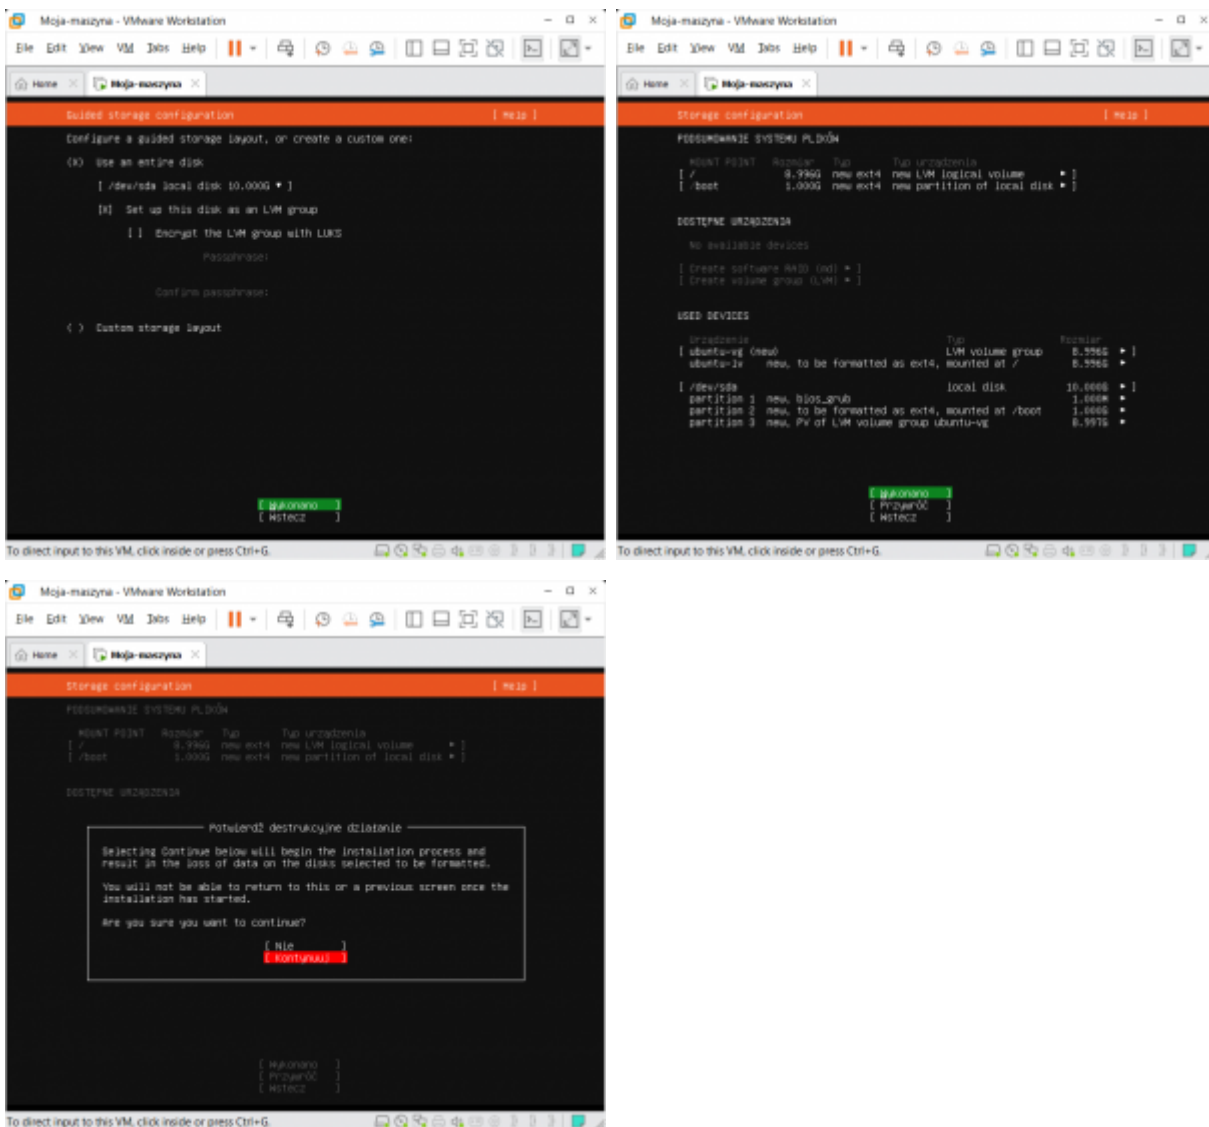 Moja-maszyna - VMware Workstation
File Edit View VM Tabs Help
Home Moja-maszyna
Guided storage configuration [ Help ]
Configure a guided storage layout, or create a custom one:
(X) Use an entire disk
[ /dev/sda local disk 10.000G ▾ ]
[X] Set up this disk as an LVM group
[ ] Encrypt the LVM group with LUKS
Passphrase:
Confirm passphrase:
( ) Custom storage layout
[ Wykonano ]
[ Wstecz ]
To direct input to this VM, click inside or press Ctrl+G.
Moja-maszyna - VMware Workstation
File Edit View VM Tabs Help
Home Moja-maszyna
Storage configuration [ Help ]
PODSUMOWANIE SYSTEMU PLIKÓW
MOUNT POINT Rozmiar Typ Typ urządzenia
[ / 8.996G new ext4 new LVM logical volume ▸ ]
[ /boot 1.000G new ext4 new partition of local disk ▸ ]
DOSTĘPNE URZĄDZENIA
No available devices
[ Create software RAID (md) ▸ ]
[ Create volume group (LVM) ▸ ]
USED DEVICES
Urządzenie Typ Rozmiar
[ ubuntu-vg (new) LVM volume group 8.996G ▸ ]
ubuntu-lv new, to be formatted as ext4, mounted at / 8.996G ▸
[ /dev/sda local disk 10.000G ▸ ]
partition 1 new, bios_grub 1.000M ▸
partition 2 new, to be formatted as ext4, mounted at /boot 1.000G ▸
partition 3 new, PV of LVM volume group ubuntu-vg 8.997G ▸
[ Wykonano ]
[ Przywróć ]
[ Wstecz ]
To direct input to this VM, click inside or press Ctrl+G.
Moja-maszyna - VMware Workstation
File Edit View VM Tabs Help
Home Moja-maszyna
Storage configuration [ Help ]
PODSUMOWANIE SYSTEMU PLIKÓW
MOUNT POINT Rozmiar Typ Typ urządzenia
[ / 8.996G new ext4 new LVM logical volume ▸ ]
[ /boot 1.000G new ext4 new partition of local disk ▸ ]
DOSTĘPNE URZĄDZENIA
Potwierdź destrukcyjne działanie
Selecting Continue below will begin the installation process and
result in the loss of data on the disks selected to be formatted.
You will not be able to return to this or a previous screen once the
installation has started.
Are you sure you want to continue?
[ Nie ]
[ Kontynuuj ]
[ Wykonano ]
[ Przywróć ]
[ Wstecz ]
To direct input to this VM, click inside or press Ctrl+G.